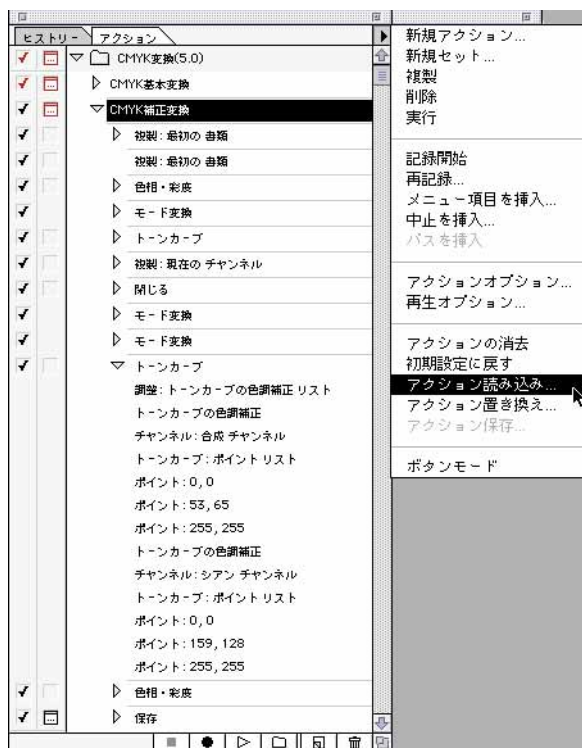 ヒストリー
アクション
CMYK変換(5.0)
CMYK基本変換
CMYK補正変換
複製:最初の 書類
複製:最初の 書類
色相・彩度
モード変換
トーンカーブ
複製:現在の チャンネル
閉じる
モード変換
モード変換
トーンカーブ
調整:トーンカーブの色調補正 リスト
トーンカーブの色調補正
チャンネル:合成 チャンネル
トーンカーブ:ポイント リスト
ポイント:0,0
ポイント:53,65
ポイント:255,255
トーンカーブの色調補正
チャンネル:シアン チャンネル
トーンカーブ:ポイント リスト
ポイント:0,0
ポイント:159,128
ポイント:255,255
色相・彩度
保存
新規アクション...
新規セット...
複製
削除
実行
記録開始
再記録...
メニュー項目を挿入...
中止を挿入...
パスを挿入
アクションオプション...
再生オプション...
アクションの消去
初期設定に戻す
アクション読み込み...
アクション置き換え...
アクション保存...
ボタンモード